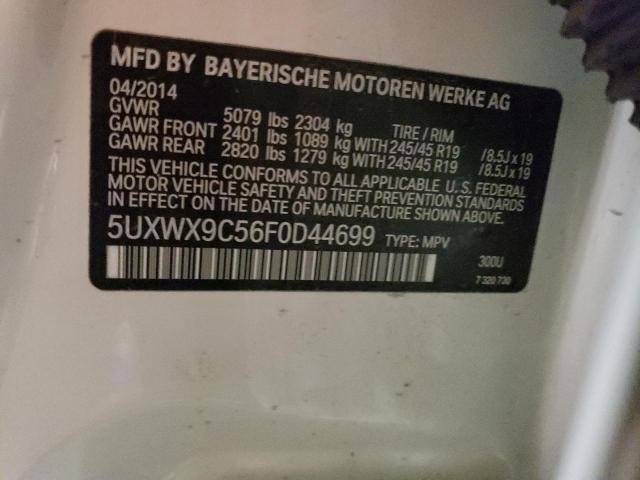 MFD BY BAYERISCHE MOTOREN WERKE AG
04/2014
GVWR 5079 lbs 2304 kg TIRE / RIM
GAWR FRONT 2401 lbs 1089 kg WITH 245/45 R19 /8.5J x 19
GAWR REAR 2820 lbs 1279 kg WITH 245/45 R19 /8.5J x 19
THIS VEHICLE CONFORMS TO ALL APPLICABLE U.S. FEDERAL
MOTOR VEHICLE SAFETY AND THEFT PREVENTION STANDARDS
IN EFFECT ON THE DATE OF MANUFACTURE SHOWN ABOVE.
5UXWX9C56F0D44699 TYPE: MPV
300U
7 320 730